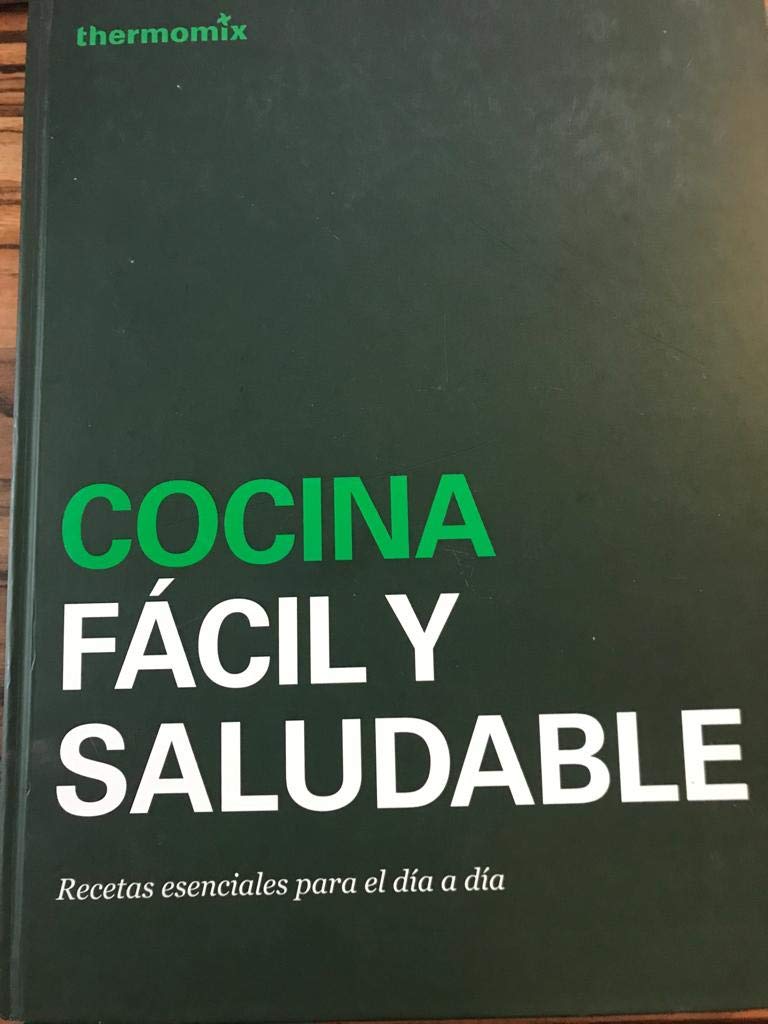 thermomix
COCINA
FÁCIL Y
SALUDABLE
Recetas esenciales para el día a día